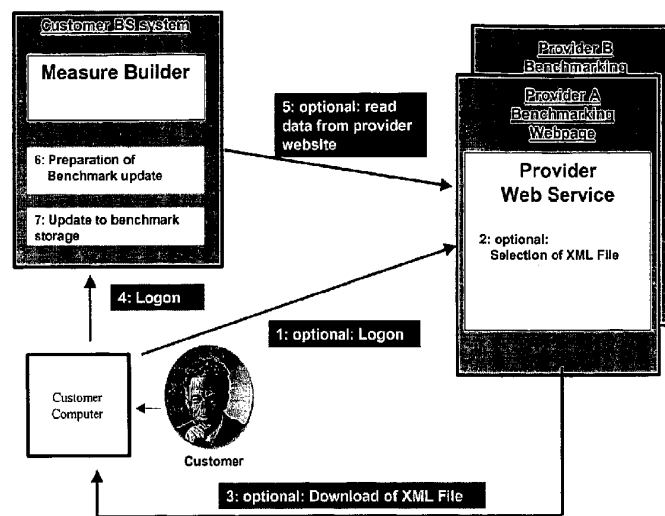 Customer BS system
Measure Builder
6: Preparation of
Benchmark update
7: Update to benchmark
storage
5: optional: read
data from provider
website
Provider B
Benchmarking
Provider A
Benchmarking
Webpage
Provider
Web Service
2: optional:
Selection of XML File
4: Logon
1: optional: Logon
Customer
Computer
Customer
3: optional: Download of XML File